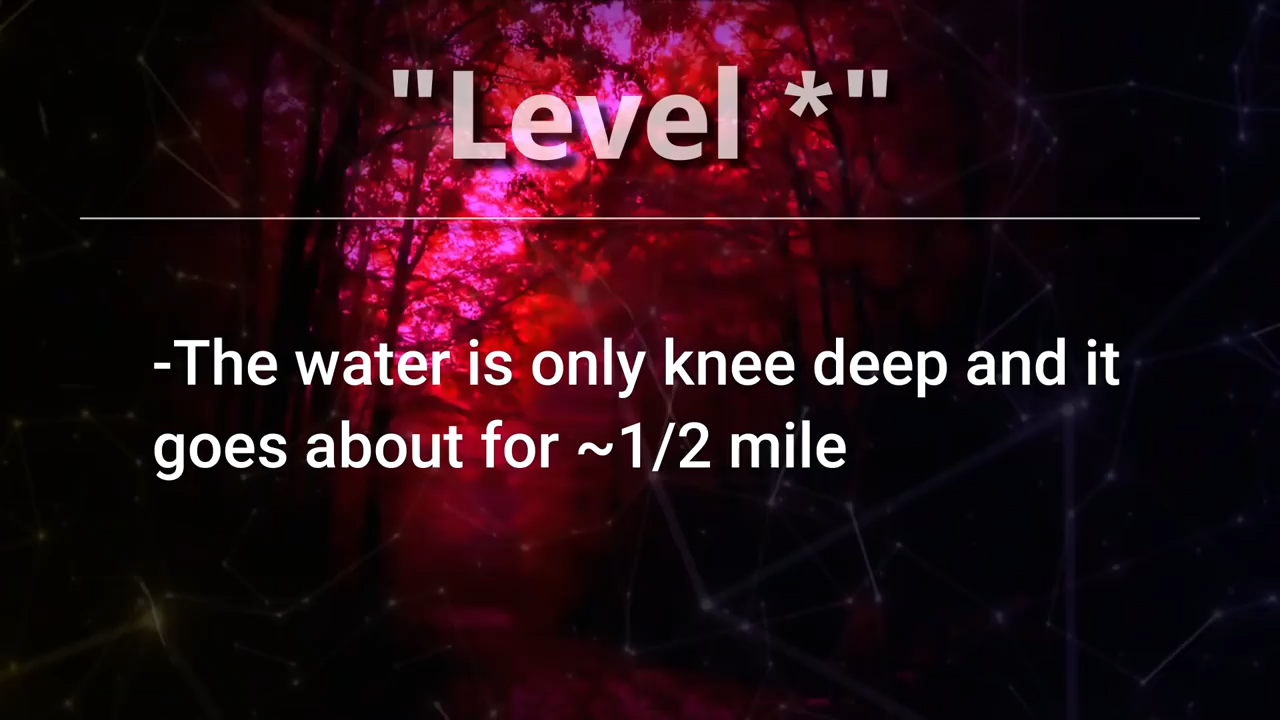 "Level *"
-The water is only knee deep and it
goes about for ~1/2 mile